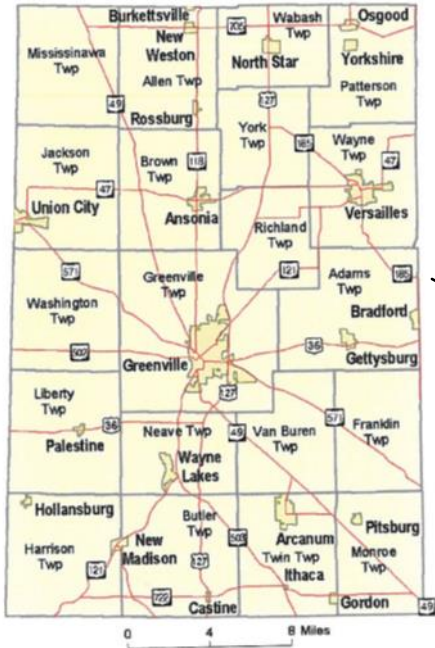 Burkettsville
New
Weston
705
Wabash
Twp
Osgood
Mississinawa
Twp
Allen Twp
North Star
Yorkshire
Patterson
Twp
49
Rossburg
127
York
Twp
185
Wayne
Twp
47
Jackson
Twp
Brown
Twp
118
47
Union City
Ansonia
Versailles
Richland
Twp
571
Greenville
Twp
121
Adams
Twp
185
Washington
Twp
Bradford
502
Greenville
36
Gettysburg
Liberty
Twp
127
571
Franklin
Twp
36
Palestine
Neave Twp
49
Van Buren
Twp
Wayne
Lakes
Hollansburg
Butler
Twp
Arcanum
Pitsburg
Harrison
Twp
New
Madison
503
Twin Twp
Monroe
Twp
121
127
Ithaca
722
Castine
Gordon
49
0 4 8 Miles